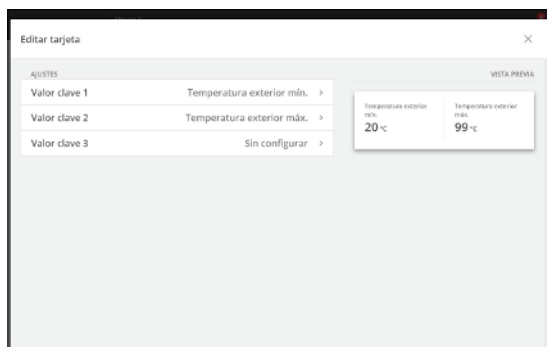 Editar tarjeta
AJUSTES
VISTA PREVIA
Valor clave 1 Temperatura exterior mín.
Valor clave 2 Temperatura exterior máx.
Valor clave 3 Sin configurar
Temperatura exterior mín.
20 °C
Temperatura exterior máx.
99 °C